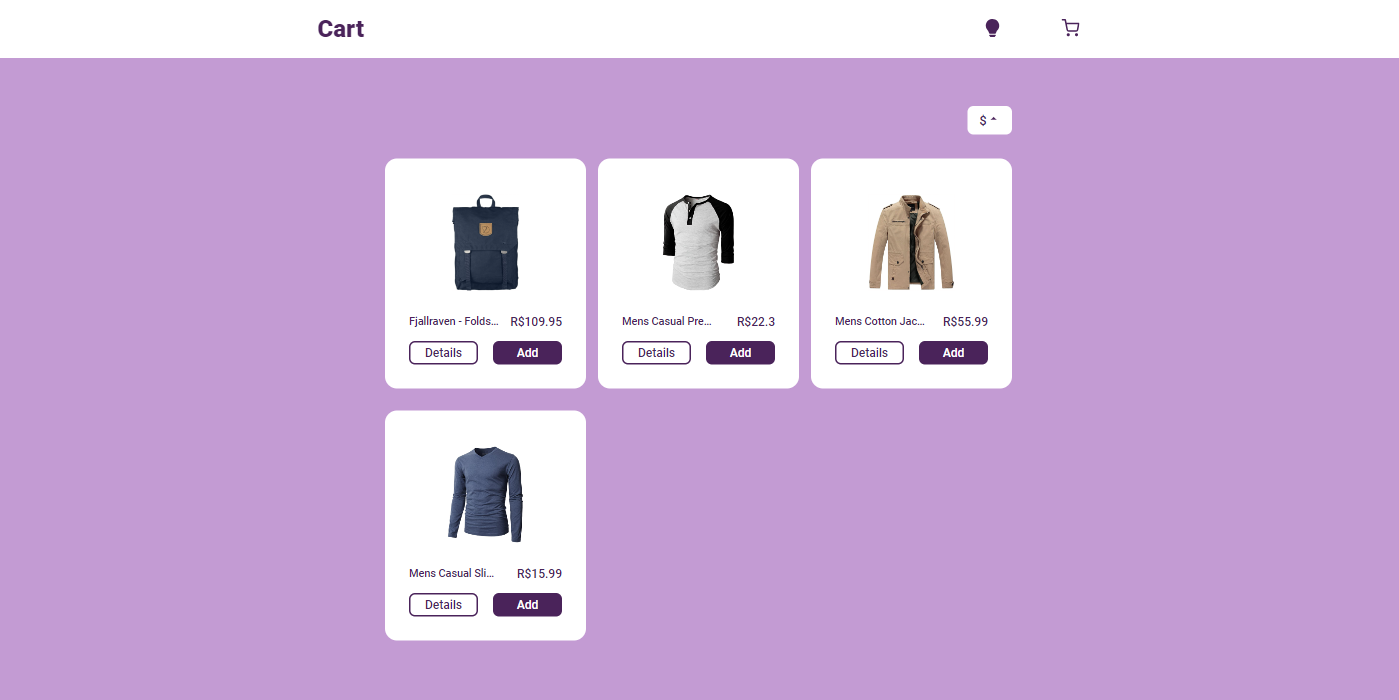 Cart
$
Fjallraven - Folds... R$109.95
Details Add
Mens Casual Pre... R$22.3
Details Add
Mens Cotton Jac... R$55.99
Details Add
Mens Casual Sli... R$15.99
Details Add